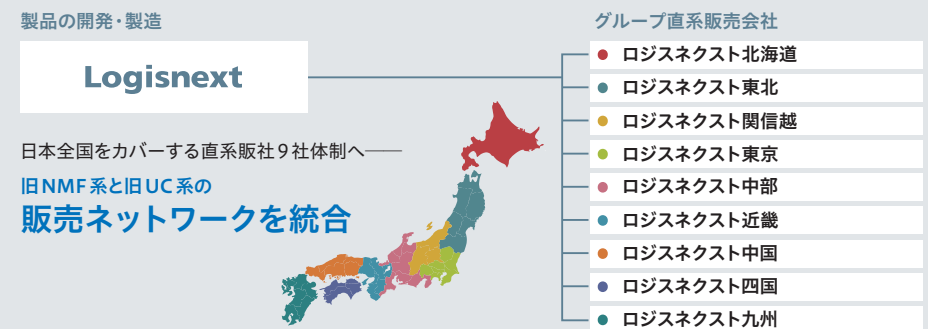 製品の開発・製造
Logisnext
日本全国をカバーする直系販社9社体制へ――
旧NMF系と旧UC系の
販売ネットワークを統合
グループ直系販売会社
ロジスネクスト北海道
ロジスネクスト東北
ロジスネクスト関信越
ロジスネクスト東京
ロジスネクスト中部
ロジスネクスト近畿
ロジスネクスト中国
ロジスネクスト四国
ロジスネクスト九州